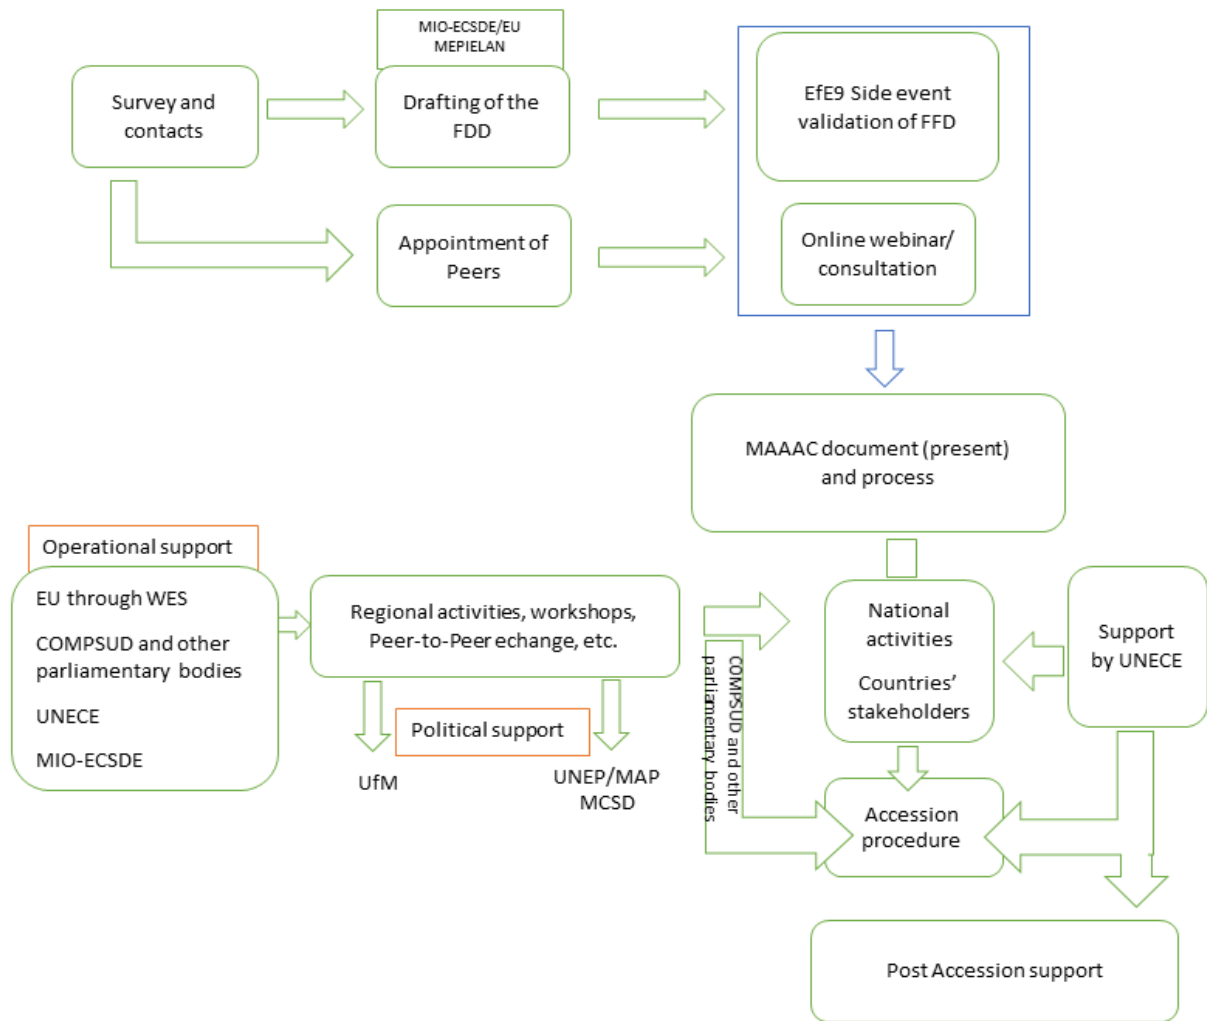 MIO-ECSDE/EU
MEPIELAN
Survey and
contacts
Drafting of the
FDD
EfE9 Side event
validation of FFD
Appointment of
Peers
Online webinar/
consultation
MAAAC document (present)
and process
Operational support
EU through WES
COMPSUD and other
parliamentary bodies
UNECE
MIO-ECSDE
Regional activities, workshops,
Peer-to-Peer echange, etc.
Political support
UfM
UNEP/MAP
MCSD
COMPSUD and other
parliamentary bodies
National
activities
Countries’
stakeholders
Support
by UNECE
Accession
procedure
Post Accession support